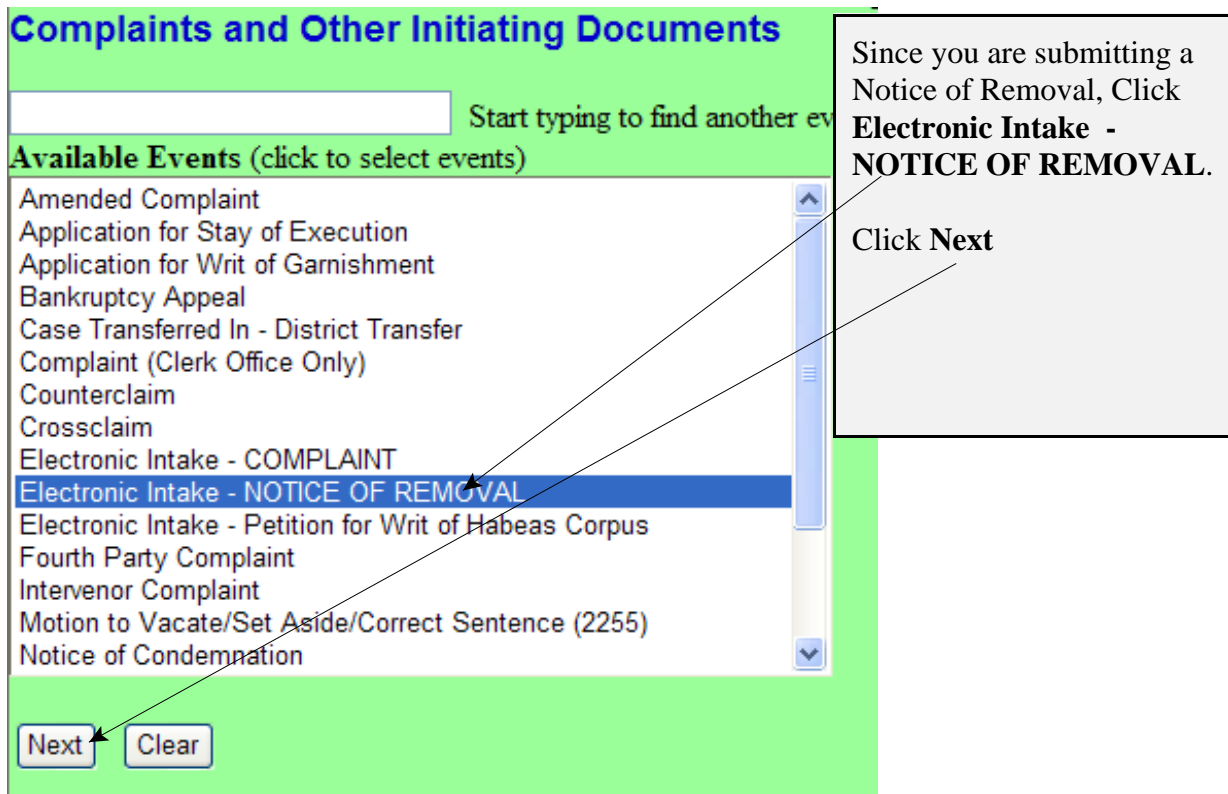 Complaints and Other Initiating Documents
Start typing to find another ev
Available Events (click to select events)
Amended Complaint
Application for Stay of Execution
Application for Writ of Garnishment
Bankruptcy Appeal
Case Transferred In - District Transfer
Complaint (Clerk Office Only)
Counterclaim
Crossclaim
Electronic Intake - COMPLAINT
Electronic Intake - NOTICE OF REMOVAL
Electronic Intake - Petition for Writ of Habeas Corpus
Fourth Party Complaint
Intervenor Complaint
Motion to Vacate/Set Aside/Correct Sentence (2255)
Notice of Condemnation
Next Clear
Since you are submitting a
Notice of Removal, Click
Electronic Intake -
NOTICE OF REMOVAL.
Click Next